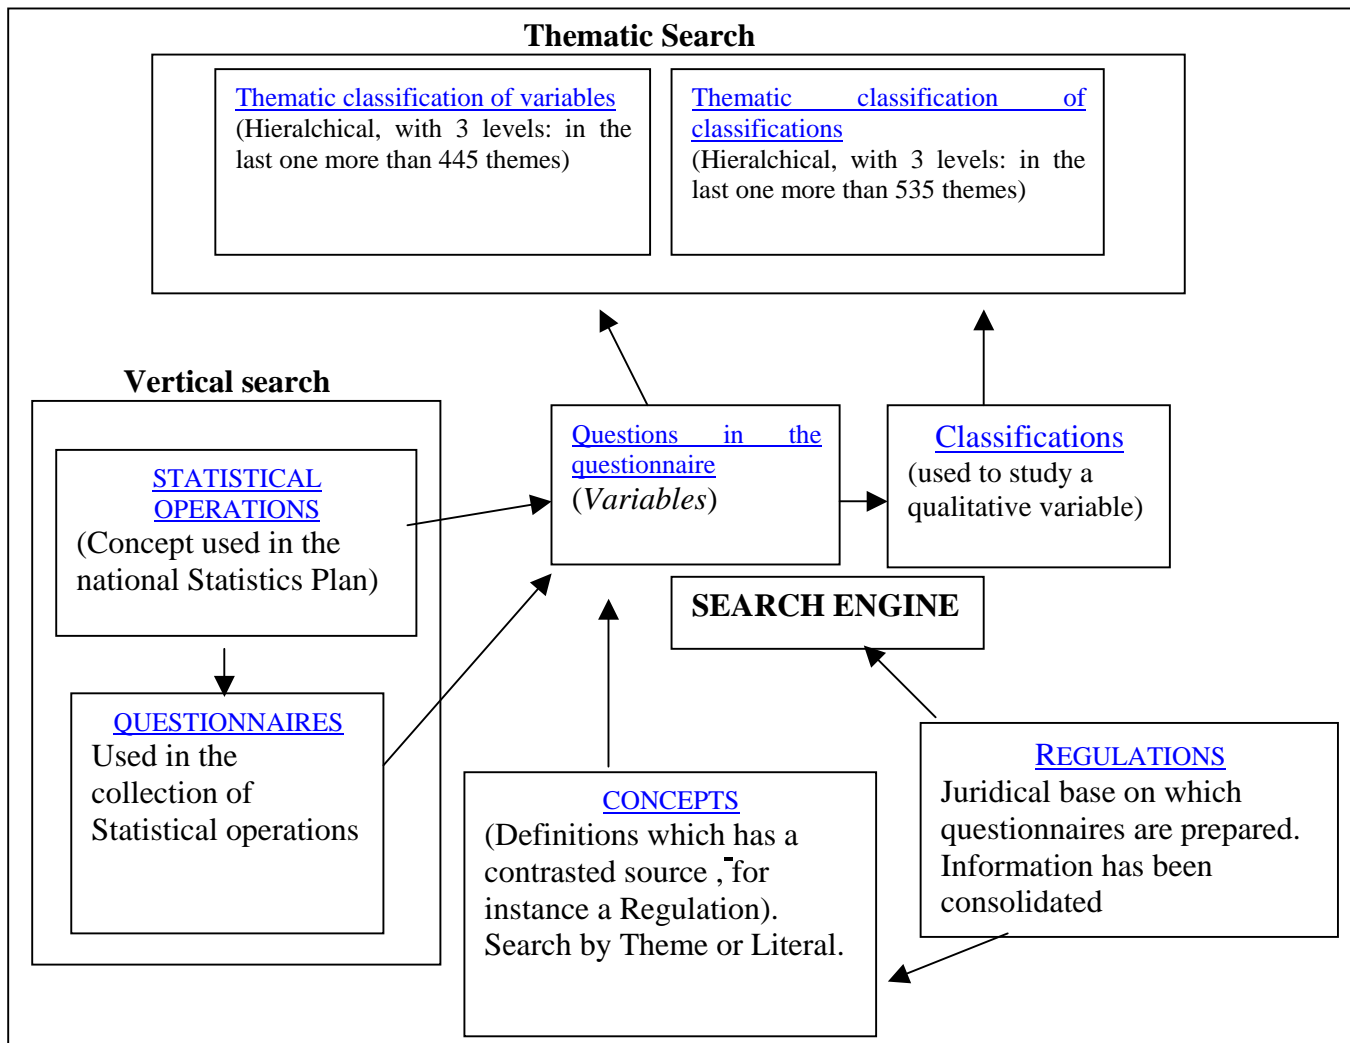 Thematic Search
Thematic classification of variables
(Hieralchical, with 3 levels: in the
last one more than 445 themes)
Thematic classification of
classifications
(Hieralchical, with 3 levels: in the
last one more than 535 themes)
Vertical search
STATISTICAL
OPERATIONS
(Concept used in the
national Statistics Plan)
QUESTIONNAIRES
Used in the
collection of
Statistical operations
Questions in the
questionnaire
(Variables)
Classifications
(used to study a
qualitative variable)
SEARCH ENGINE
CONCEPTS
(Definitions which has a
contrasted source ,-for
instance a Regulation).
Search by Theme or Literal.
REGULATIONS
Juridical base on which
questionnaires are prepared.
Information has been
consolidated